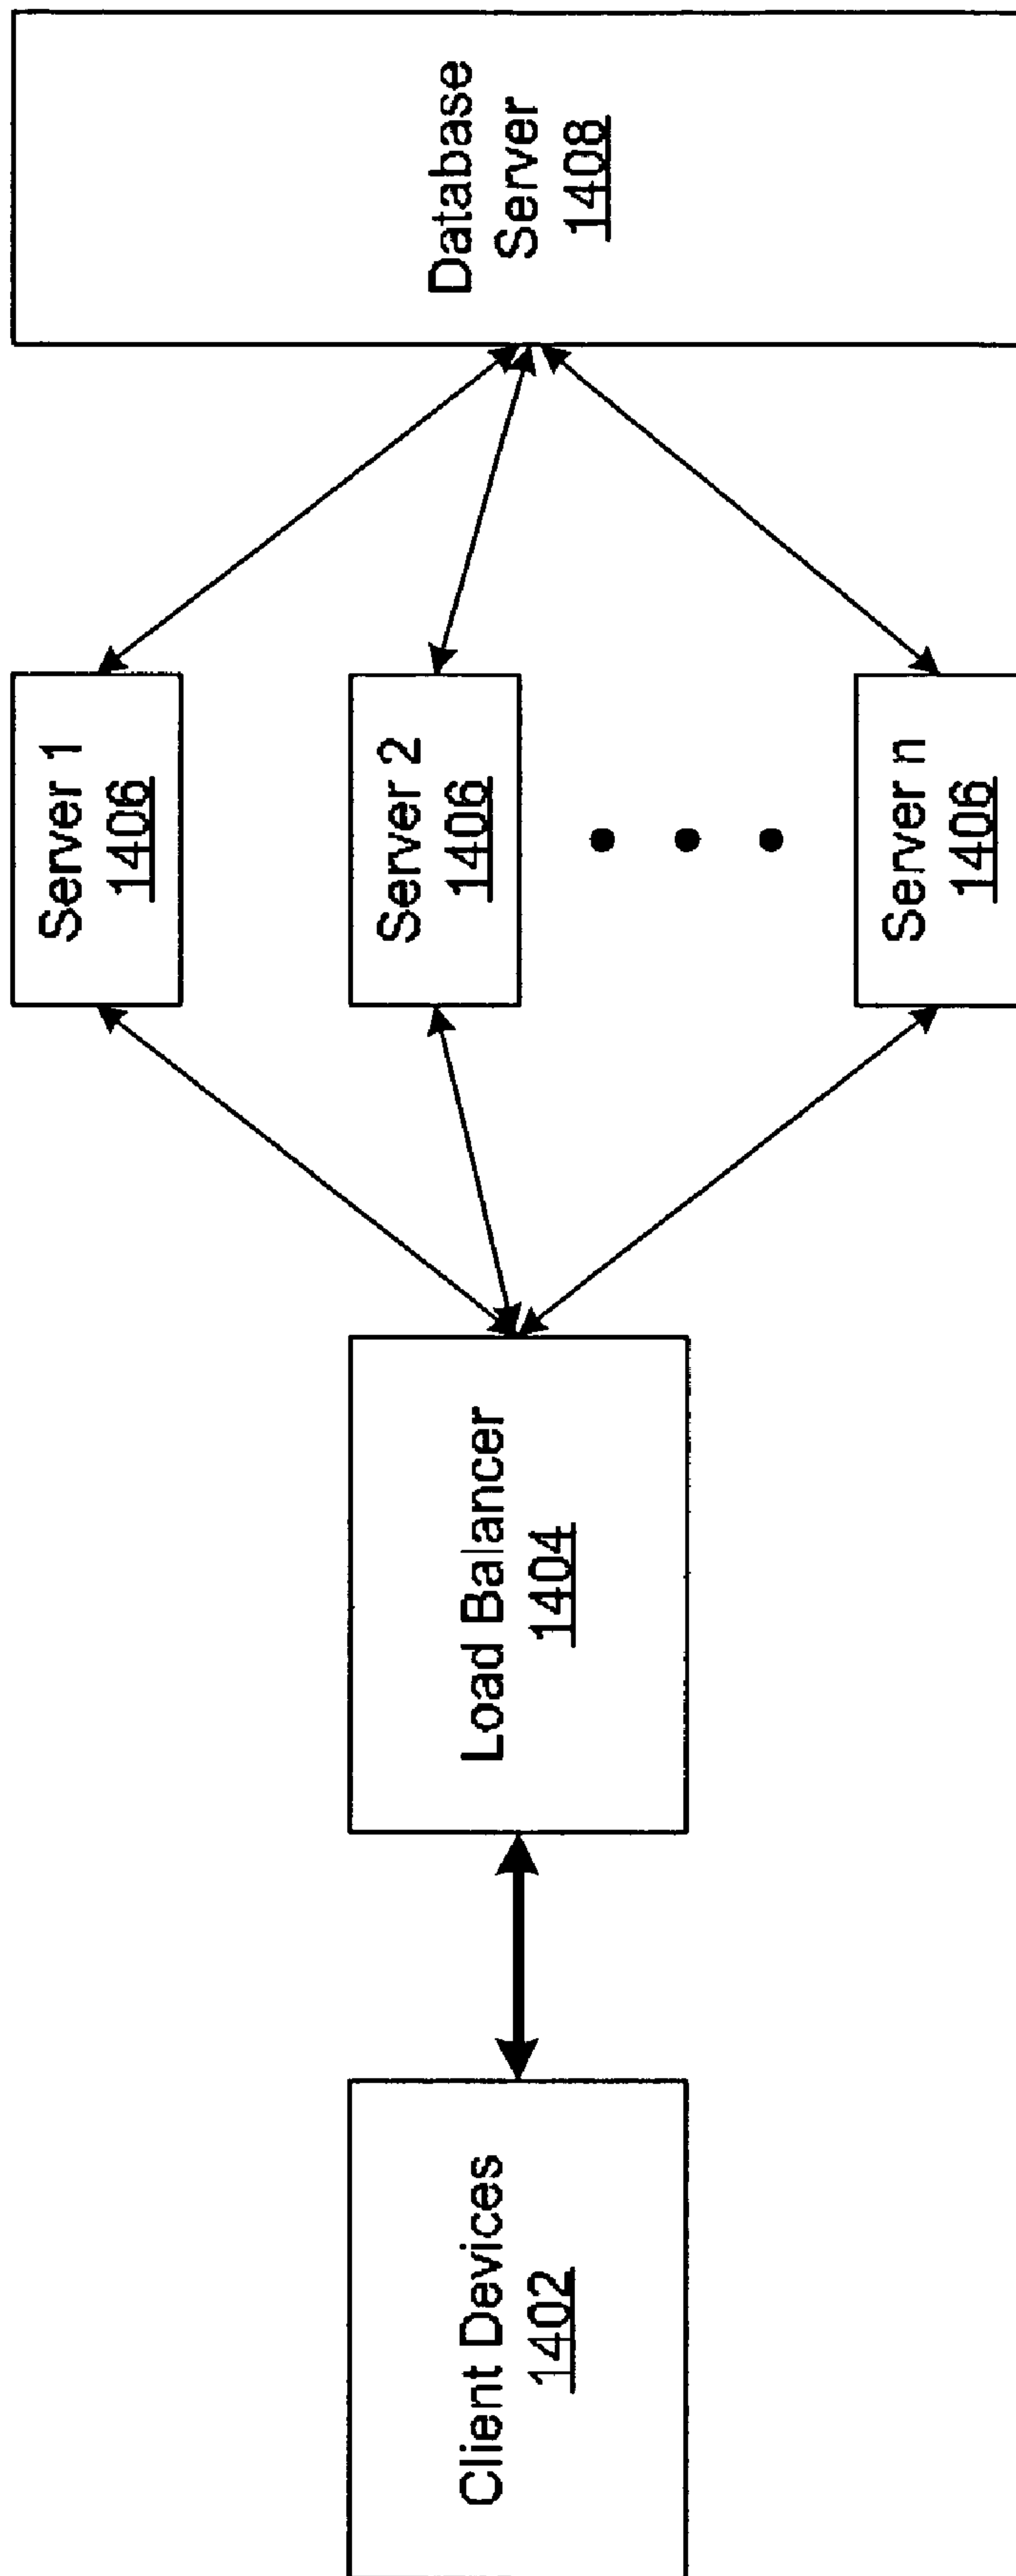 Client Devices
1402
Load Balancer
1404
Server 1
1406
Server 2
1406
Server n
1406
Database
Server
1408